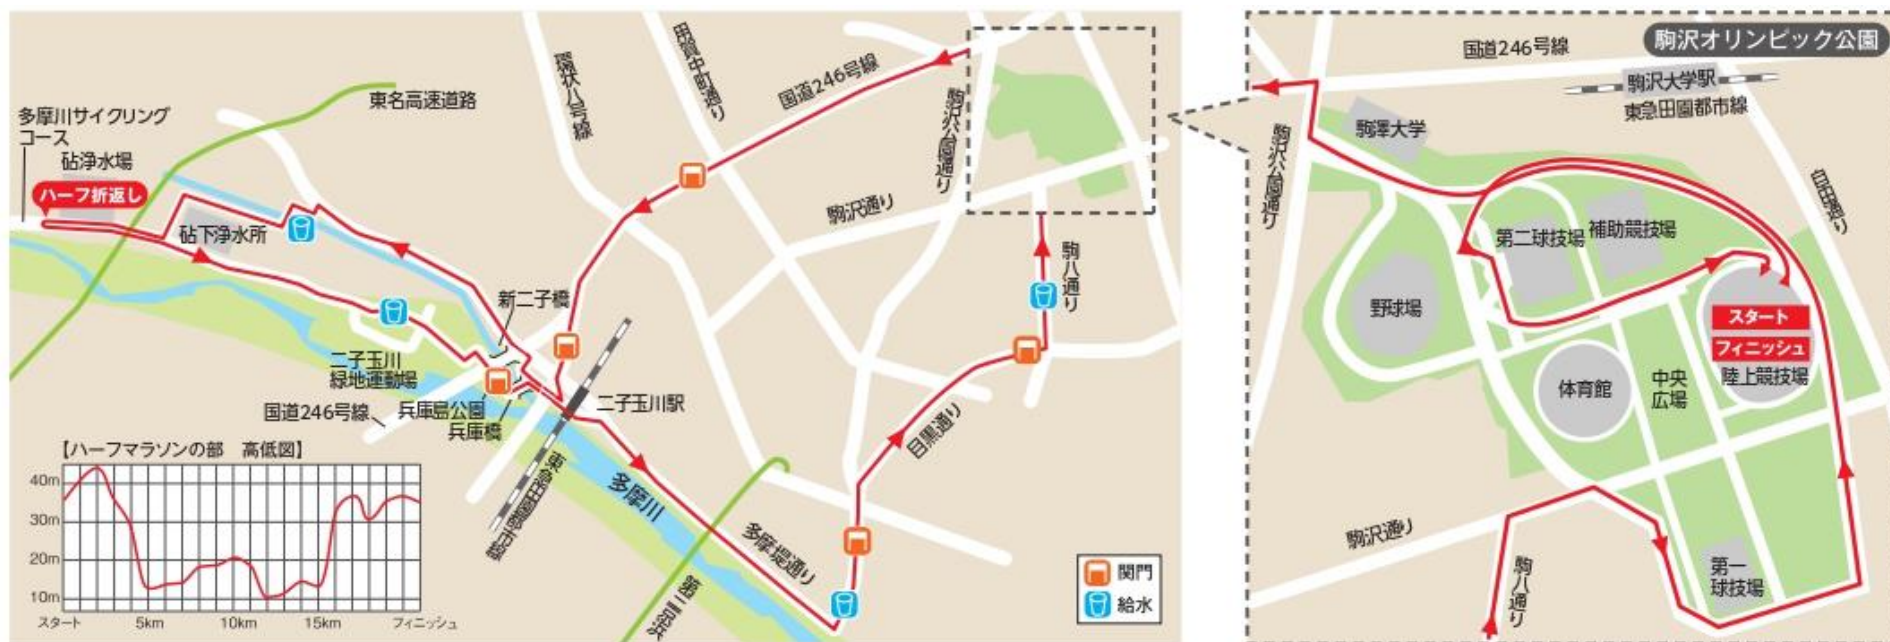 多摩川サイクリング
コース
砧浄水場
ハーフ折返し
東名高速道路
砧下浄水所
環状八号線
用賀中町通り
国道246号線
駒沢公園通り
駒沢通り
駒八通り
新二子橋
二子玉川
緑地運動場
国道246号線
兵庫島公園
兵庫橋
二子玉川駅
東急田園都市線
多摩川
多摩堤通り
目黒通り
第三京浜
【ハーフマラソンの部　高低図】
40m
30m
20m
10m
スタート
5km
10km
15km
フィニッシュ
関門
給水
駒沢オリンピック公園
国道246号線
駒沢大学駅
東急田園都市線
駒澤大学
駒沢公園通り
自由通り
第二球技場
補助競技場
野球場
スタート
フィニッシュ
陸上競技場
体育館
中央
広場
駒沢通り
駒八通り
第一
球技場